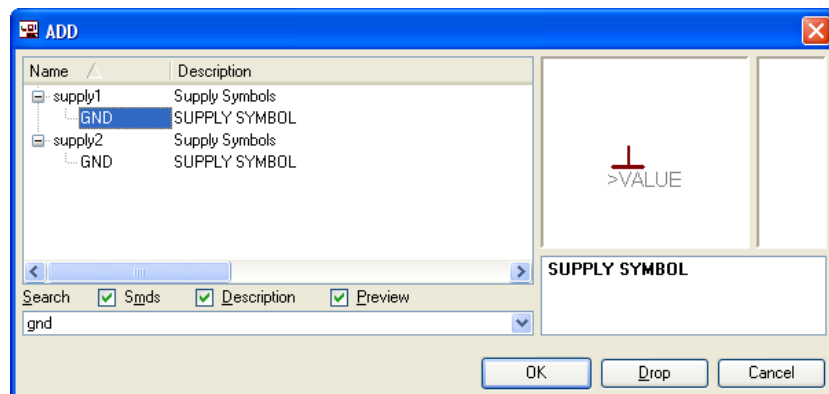 ADD
Name Description
supply1 Supply Symbols
GND SUPPLY SYMBOL
supply2 Supply Symbols
GND SUPPLY SYMBOL
>VALUE
SUPPLY SYMBOL
Search Smds Description Preview
gnd
OK Drop Cancel